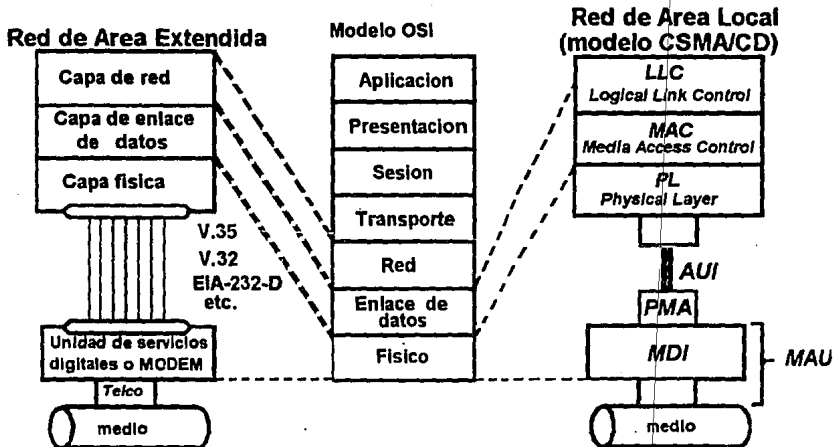 Red de Area Extendida
Capa de red
Capa de enlace
de datos
Capa fisica
V.35
V.32
EIA-232-D
etc.
Unidad de servicios
digitales o MODEM
Telco
medio
Modelo OSI
Aplicacion
Presentacion
Sesion
Transporte
Red
Enlace de
datos
Fisico
Red de Area Local
(modelo CSMA/CD)
LLC
Logical Link Control
MAC
Media Access Control
PL
Physical Layer
AUI
PMA
MDI
MAU
medio